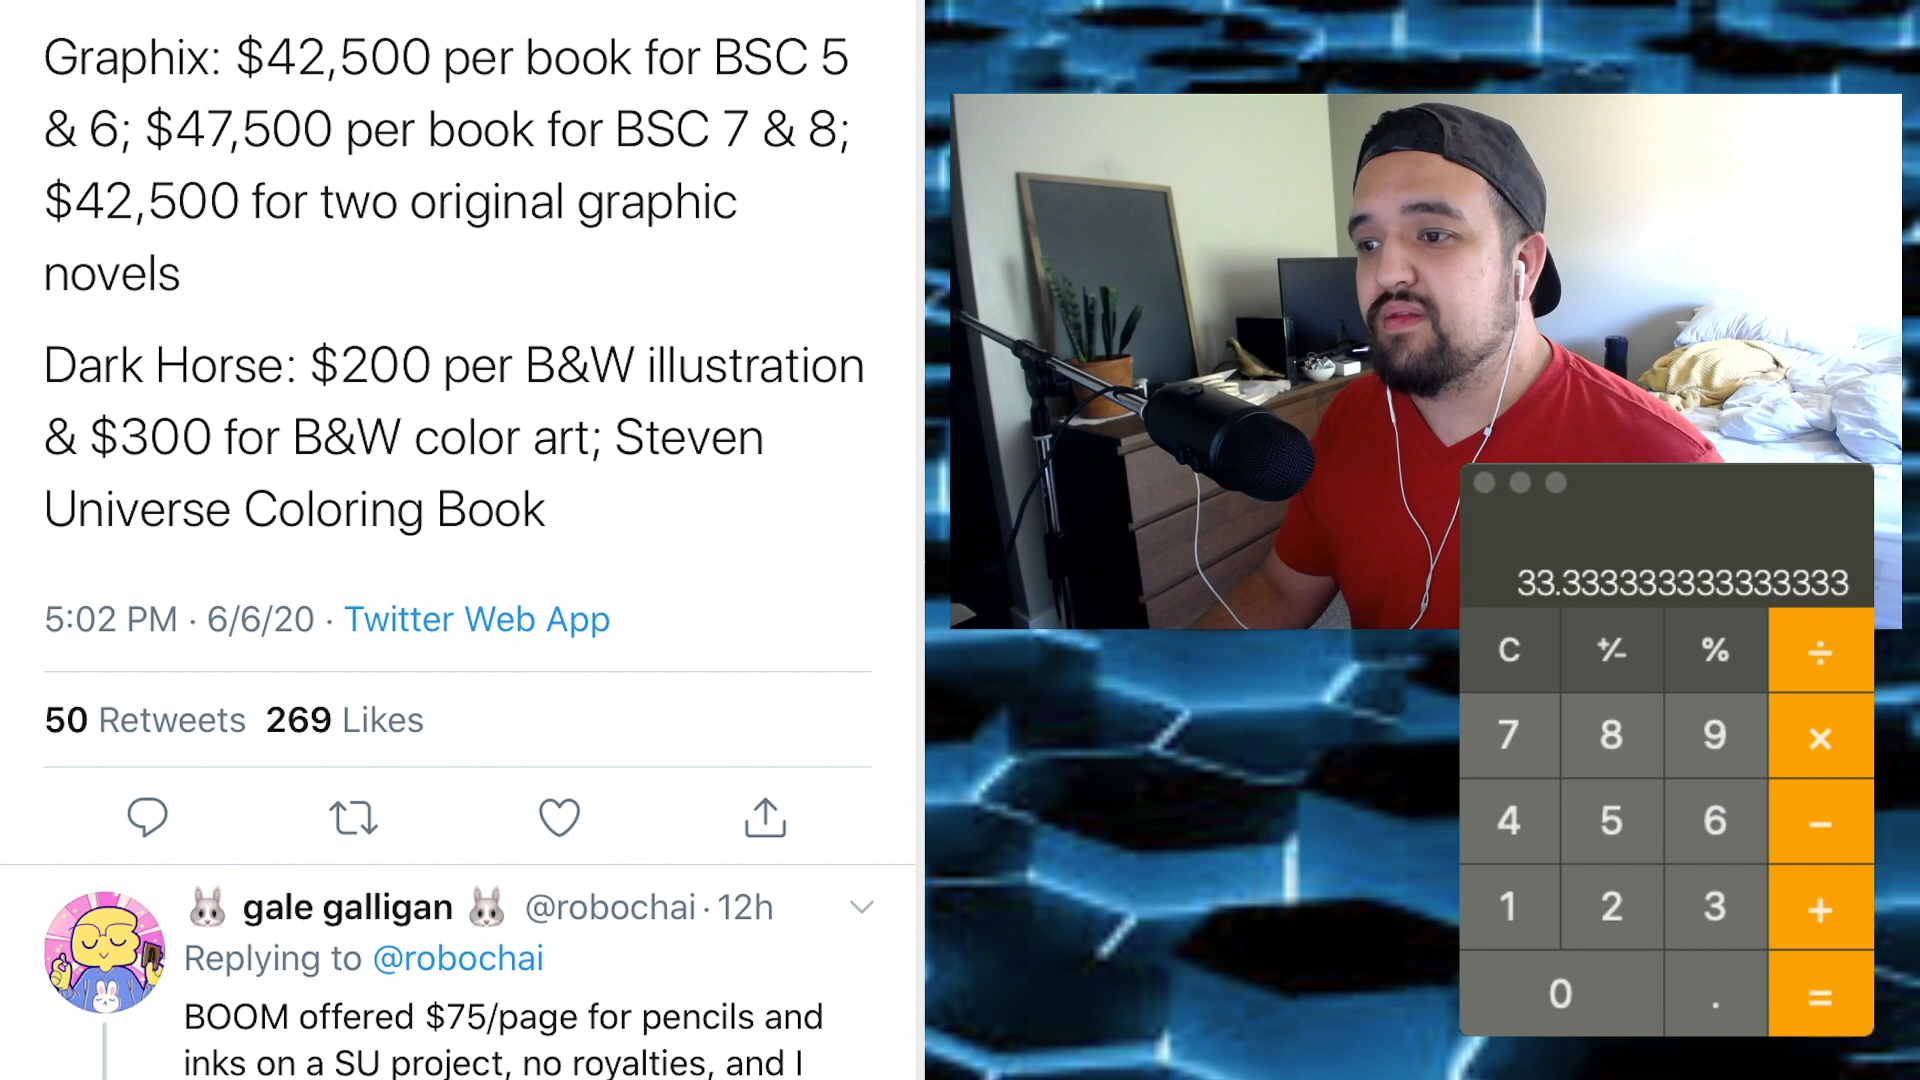 Graphix: $42,500 per book for BSC 5
& 6; $47,500 per book for BSC 7 & 8;
$42,500 for two original graphic
novels
Dark Horse: $200 per B&W illustration
& $300 for B&W color art; Steven
Universe Coloring Book
5:02 PM · 6/6/20 · Twitter Web App
50 Retweets 269 Likes
🐰 gale galligan 🐰 @robochai · 12h
Replying to @robochai
BOOM offered $75/page for pencils and
inks on a SU project, no royalties, and I
33.333333333333333
C +/- % ÷
7 8 9 ×
4 5 6 −
1 2 3 +
0 . =